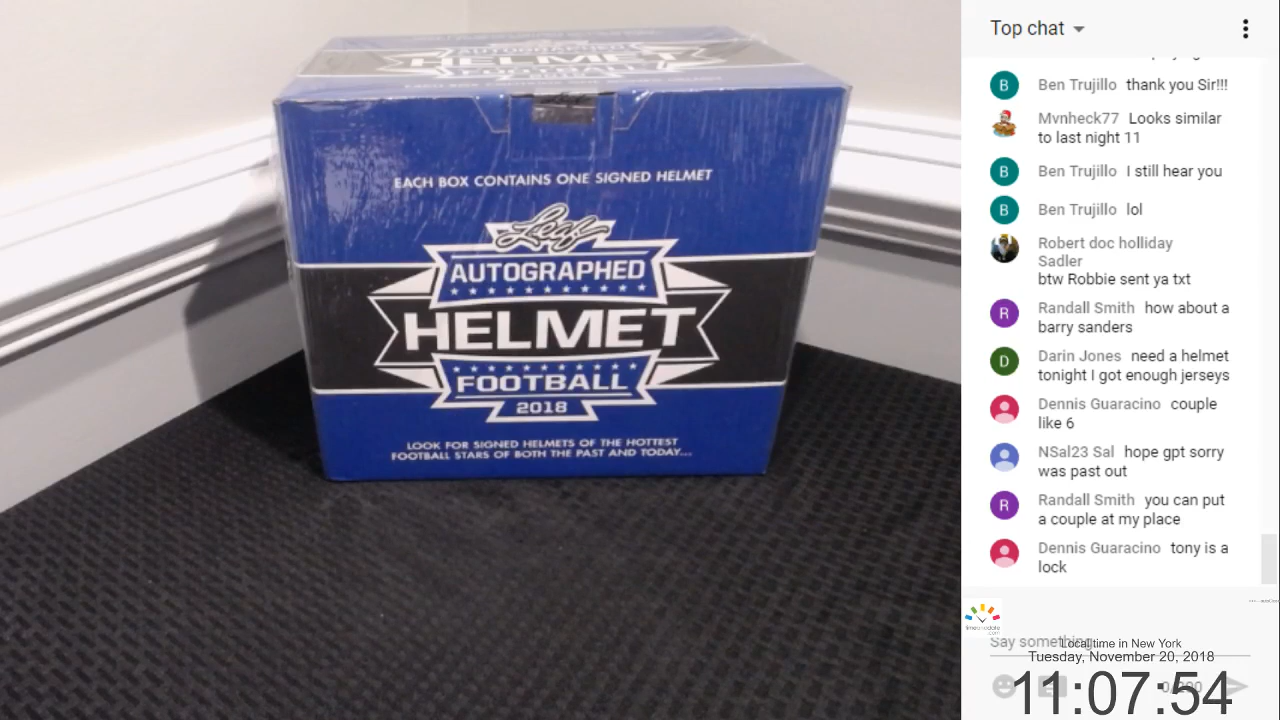 AUTOGRAPHED
HELMET
FOOTBALL
EACH BOX CONTAINS ONE SIGNED HELMET
Leaf
AUTOGRAPHED
HELMET
FOOTBALL
2018
LOOK FOR SIGNED HELMETS OF THE HOTTEST
FOOTBALL STARS OF BOTH THE PAST AND TODAY...
Top chat
Ben Trujillo thank you Sir!!!
Mvnheck77 Looks similar
to last night 11
Ben Trujillo I still hear you
Ben Trujillo lol
Robert doc holliday
Sadler
btw Robbie sent ya txt
Randall Smith how about a
barry sanders
Darin Jones need a helmet
tonight I got enough jerseys
Dennis Guaracino couple
like 6
NSal23 Sal hope gpt sorry
was past out
Randall Smith you can put
a couple at my place
Dennis Guaracino tony is a
lock
Say something...
Local time in New York
Tuesday, November 20, 2018
11:07:54